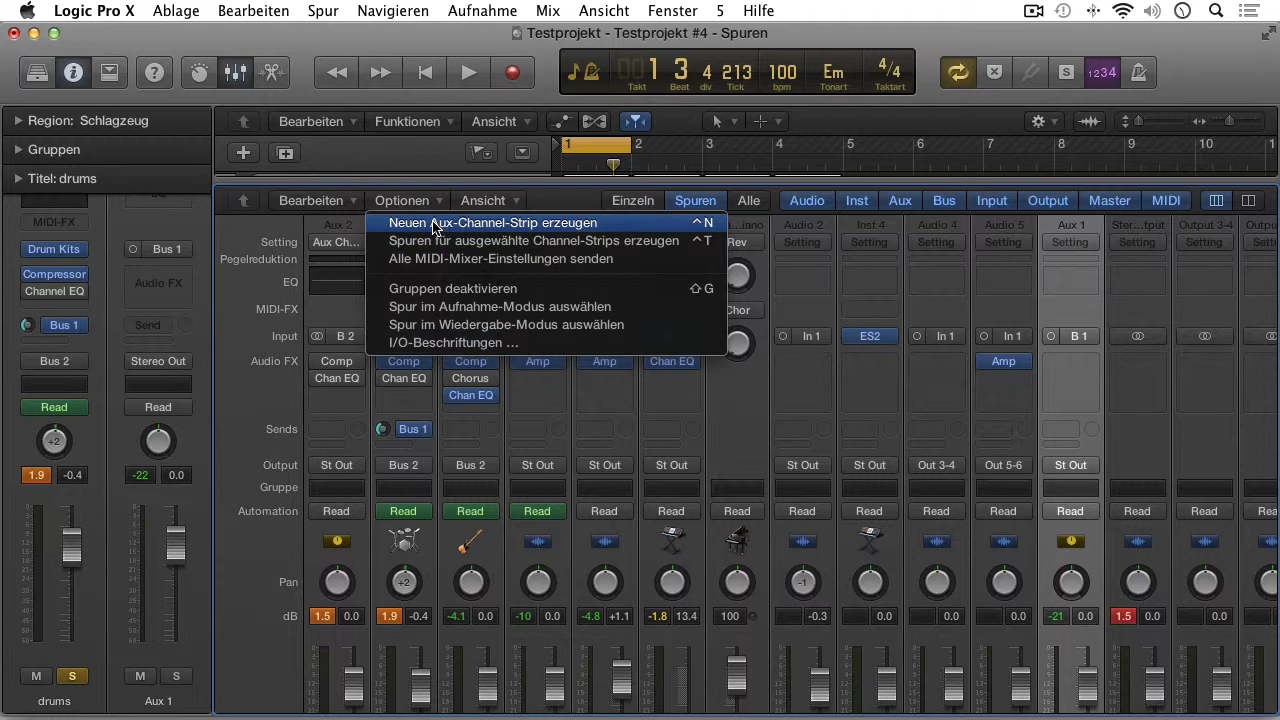 Logic Pro X Ablage Bearbeiten Spur Navigieren Aufnahme Mix Ansicht Fenster 5 Hilfe
Testprojekt - Testprojekt #4 - Spuren
1 3 4 213 100 Em 4/4
Takt Beat div Tick bpm Tonart Taktart
S 1234
Region: Schlagzeug
Gruppen
Titel: drums
Bearbeiten Funktionen Ansicht
1 2 3 4 5 6 7 8 9 10 11
Bearbeiten Optionen Ansicht Einzeln Spuren Alle Audio Inst Aux Bus Input Output Master MIDI
Neuen Aux-Channel-Strip erzeugen ^ N
Spuren für ausgewählte Channel-Strips erzeugen ^ T
Alle MIDI-Mixer-Einstellungen senden
Gruppen deaktivieren ⇧ G
Spur im Aufnahme-Modus auswählen
Spur im Wiedergabe-Modus auswählen
I/O-Beschriftungen ...
MIDI-FX
Drum Kits
Compressor
Channel EQ
Bus 1
Bus 2
Read
+2
1.9 -0.4
M S
drums
Bus 1
Audio FX
Send
Stereo Out
Read
-22 0.0
M S
Aux 1
Aux 2 ...iano Audio 2 Inst 4 Audio 4 Audio 5 Aux 1 Ster...tput Output 3-4 Output
Setting Aux Ch... Rev Setting Setting Setting Setting Setting Setting Setting Setting
Pegelreduktion
EQ
MIDI-FX Chor
Input B 2 In 1 ES2 In 1 In 1 B 1
Audio FX Comp Comp Comp Amp Amp Chan EQ Amp
Chan EQ Chan EQ Chorus
Chan EQ
Sends Bus 1
Output St Out Bus 2 Bus 2 St Out St Out St Out St Out St Out Out 3-4 Out 5-6 St Out
Gruppe
Automation Read Read Read Read Read Read Read Read Read Read Read Read Read Read Read
Pan +2 -1
dB 1.5 0.0 1.9 -0.4 -4.1 0.0 -10 0.0 -4.8 +1.1 -1.8 13.4 100 -0.3 0.0 0.0 0.0 -21 0.0 1.5 0.0 0.0